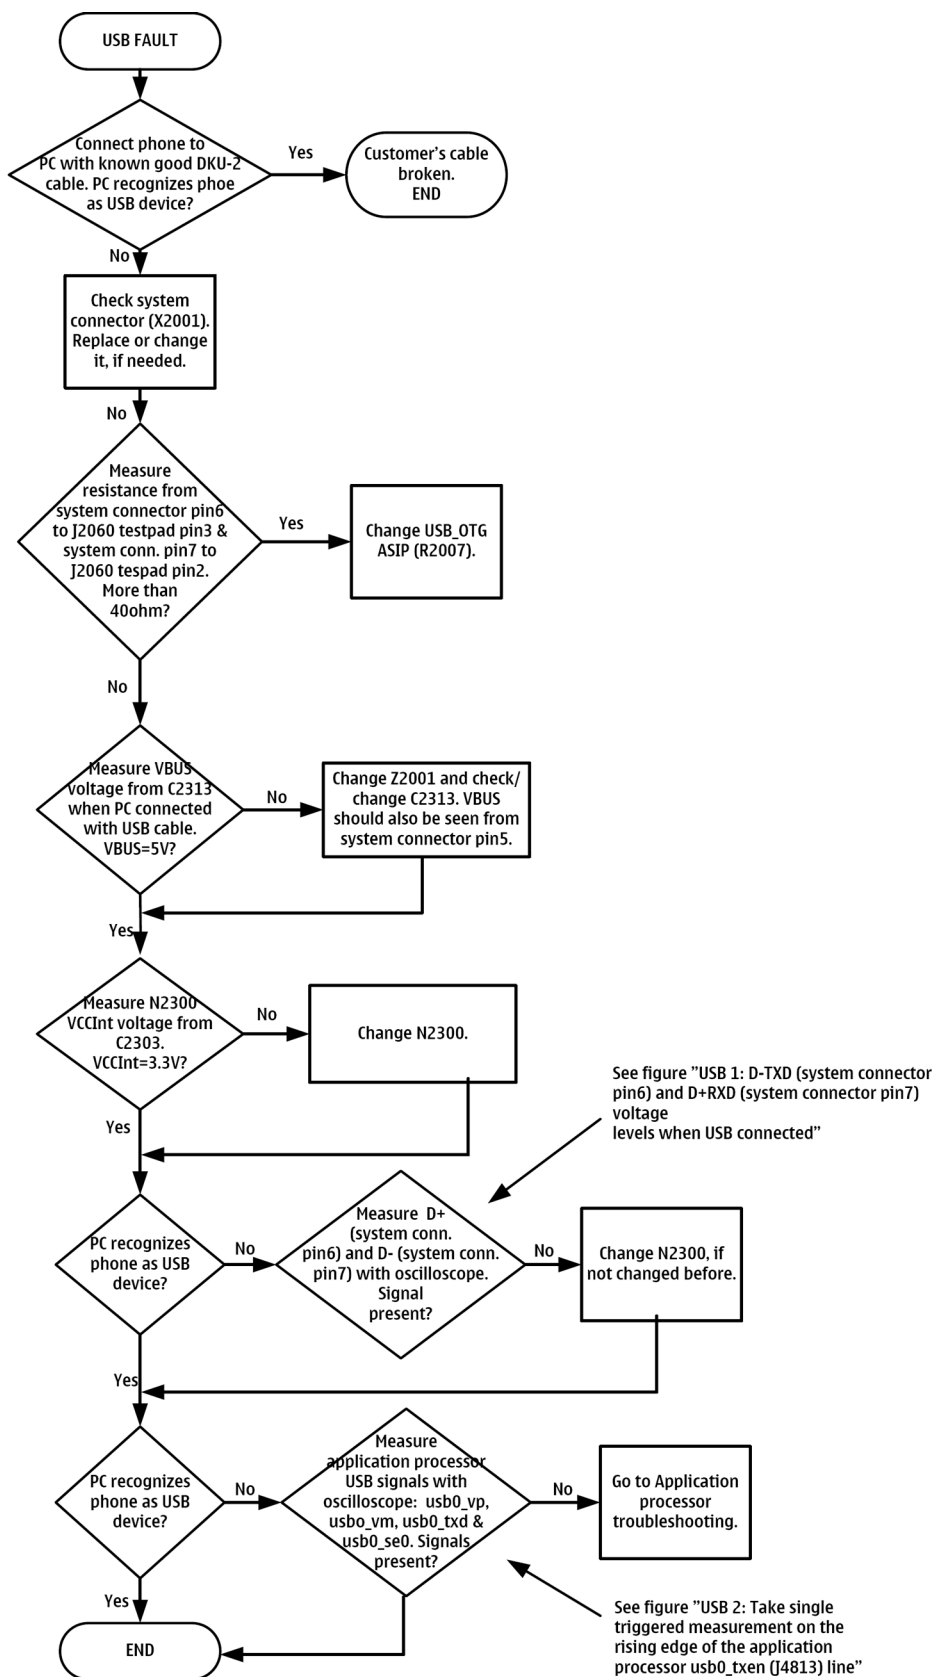 USB FAULT
Connect phone to
PC with known good DKU-2
cable. PC recognizes phoe
as USB device?
Yes
Customer's cable
broken.
END
No
Check system
connector (X2001).
Replace or change
it, if needed.
No
Measure
resistance from
system connector pin6
to J2060 testpad pin3 &
system conn. pin7 to
J2060 tespad pin2.
More than
40ohm?
Yes
Change USB_OTG
ASIP (R2007).
No
Measure VBUS
voltage from C2313
when PC connected
with USB cable.
VBUS=5V?
No
Change Z2001 and check/
change C2313. VBUS
should also be seen from
system connector pin5.
Yes
Measure N2300
VCCInt voltage from
C2303.
VCCInt=3.3V?
No
Change N2300.
See figure "USB 1: D-TXD (system connector
pin6) and D+RXD (system connector pin7)
voltage
levels when USB connected"
Yes
PC recognizes
phone as USB
device?
No
Measure D+
(system conn.
pin6) and D- (system conn.
pin7) with oscilloscope.
Signal
present?
No
Change N2300, if
not changed before.
Yes
PC recognizes
phone as USB
device?
No
Measure
application processor
USB signals with
oscilloscope: usb0_vp,
usbo_vm, usb0_txd &
usb0_se0. Signals
present?
No
Go to Application
processor
troubleshooting.
Yes
END
See figure "USB 2: Take single
triggered measurement on the
rising edge of the application
processor usb0_txen (J4813) line"